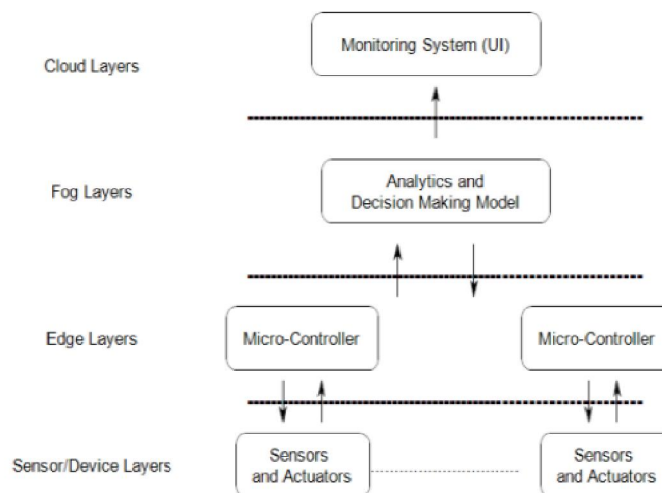 Monitoring System (UI)
Cloud Layers
Analytics and
Decision Making Model
Fog Layers
Edge Layers
Micro-Controller
Micro-Controller
Sensor/Device Layers
Sensors
and Actuators
Sensors
and Actuators